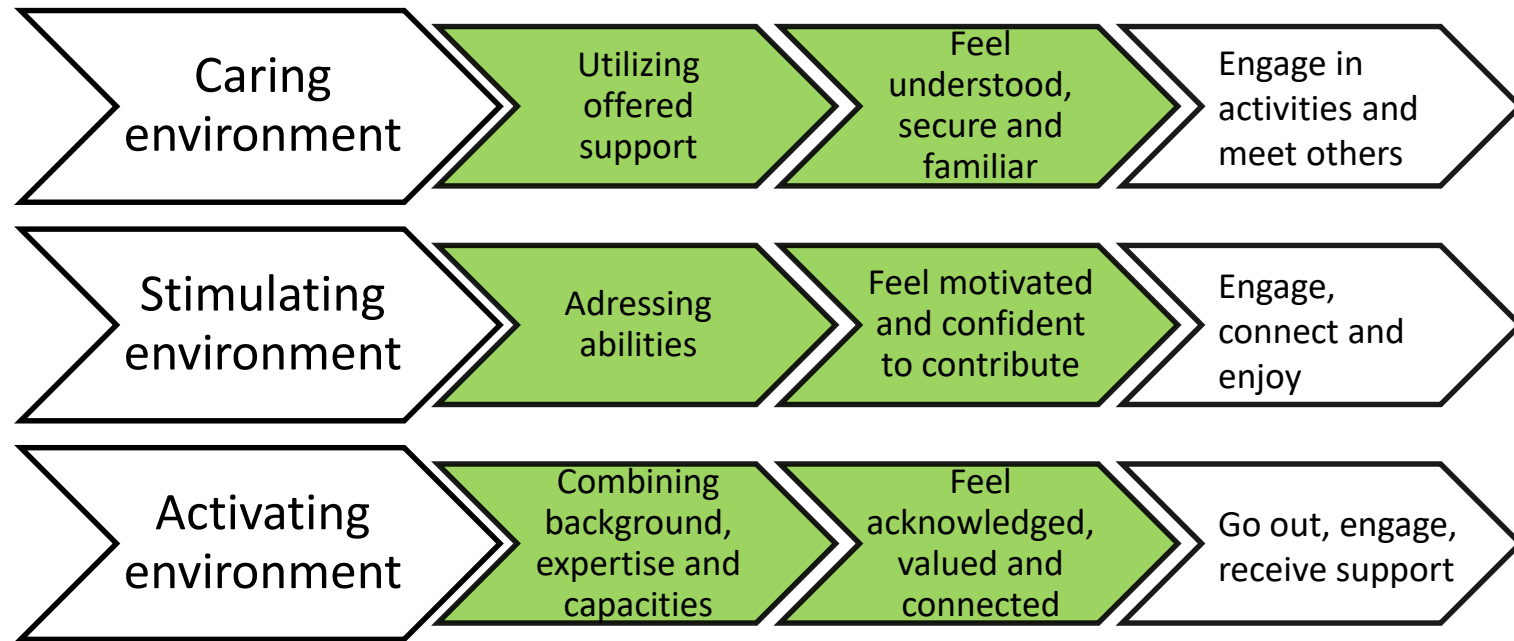 Caring
environment
Utilizing
offered
support
Feel
understood,
secure and
familiar
Engage in
activities and
meet others
Stimulating
environment
Adressing
abilities
Feel motivated
and confident
to contribute
Engage,
connect and
enjoy
Activating
environment
Combining
background,
expertise and
capacities
Feel
acknowledged,
valued and
connected
Go out, engage,
receive support